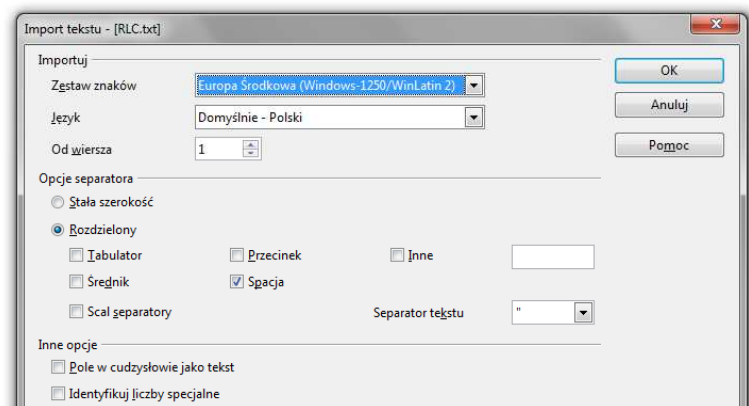 Import tekstu - [RLC.txt]
Importuj
Zestaw znaków Europa Środkowa (Windows-1250/WinLatin 2)
OK
Język Domyślnie - Polski
Anuluj
Od wiersza 1
Pomoc
Opcje separatora
Stała szerokość
Rozdzielony
Tabulator Przecinek Inne
Średnik Spacja
Scal separatory Separator tekstu "
Inne opcje
Pole w cudzysłowie jako tekst
Identyfikuj liczby specjalne